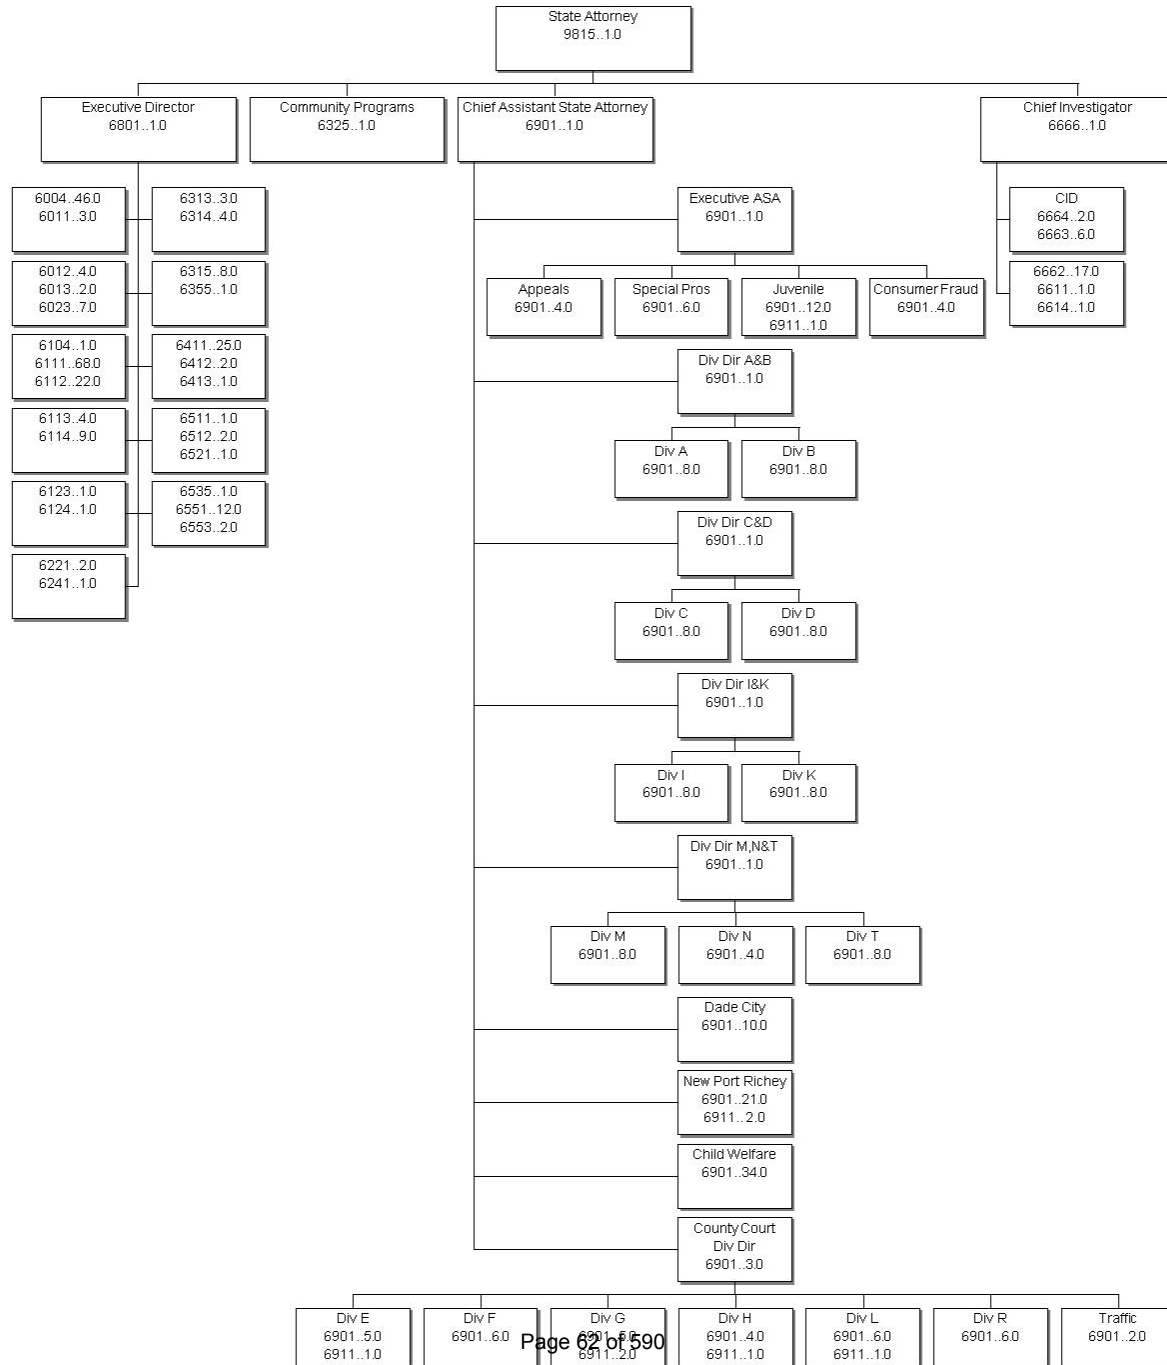 State Attorney
9815..1.0
Executive Director
6801..1.0
Community Programs
6325..1.0
Chief Assistant State Attorney
6901..1.0
Chief Investigator
6666..1.0
6004..46.0
6011..3.0
6313..3.0
6314..4.0
6012..4.0
6013..2.0
6023..7.0
6315..8.0
6355..1.0
6104..1.0
6111..68.0
6112..22.0
6411..25.0
6412..2.0
6413..1.0
6113..4.0
6114..9.0
6511..1.0
6512..2.0
6521..1.0
6123..1.0
6124..1.0
6535..1.0
6551..12.0
6553..2.0
6221..2.0
6241..1.0
Executive ASA
6901..1.0
Appeals
6901..4.0
Special Pros
6901..6.0
Juvenile
6901..12.0
6911..1.0
Consumer Fraud
6901..4.0
Div Dir A&B
6901..1.0
Div A
6901..8.0
Div B
6901..8.0
Div Dir C&D
6901..1.0
Div C
6901..8.0
Div D
6901..8.0
Div Dir I&K
6901..1.0
Div I
6901..8.0
Div K
6901..8.0
Div Dir M,N&T
6901..1.0
Div M
6901..8.0
Div N
6901..4.0
Div T
6901..8.0
Dade City
6901..10.0
New Port Richey
6901..21.0
6911..2.0
Child Welfare
6901..34.0
County Court
Div Dir
6901..3.0
Div E
6901..5.0
6911..1.0
Div F
6901..6.0
Div G
6911..2.0
Div H
6901..4.0
6911..1.0
Div L
6901..6.0
6911..1.0
Div R
6901..6.0
Traffic
6901..2.0
CID
6664..2.0
6663..6.0
6662..17.0
6611..1.0
6614..1.0
Page 62 of 590